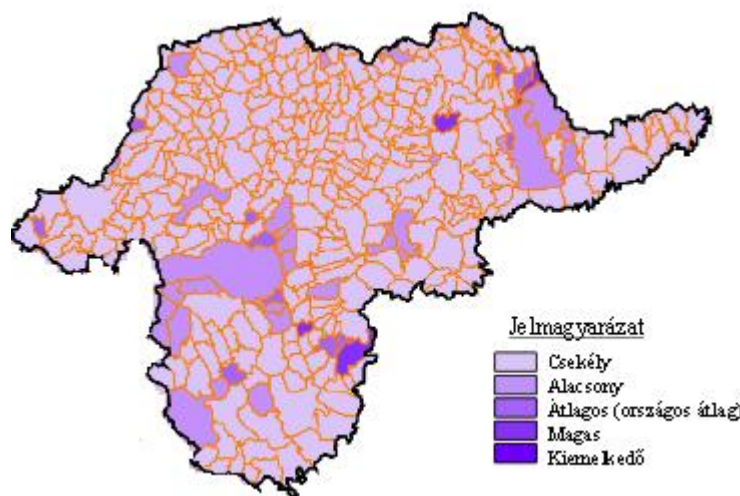 Jelmagyarázat
Csekély
Alacsony
Átlagos (országos átlag)
Magas
Kiemelkedő